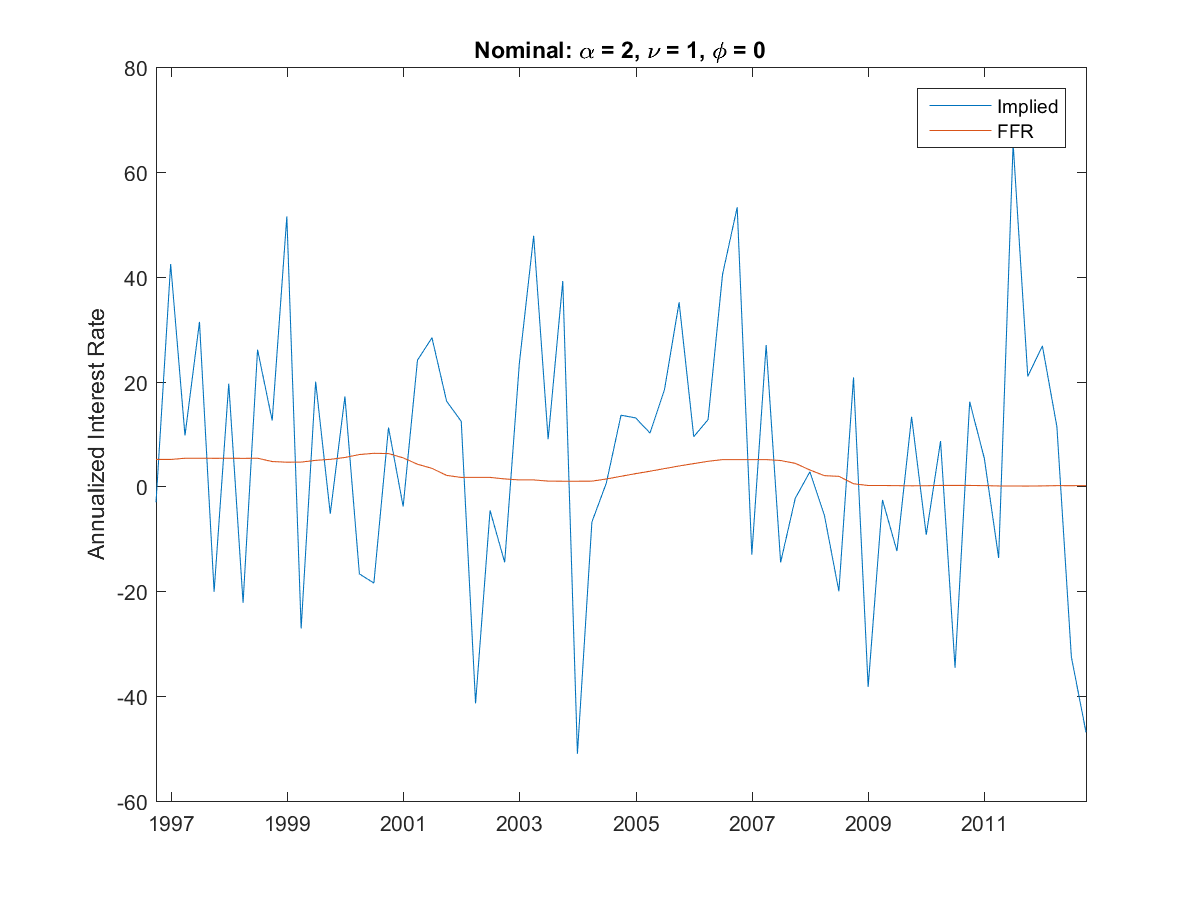 Nominal: α = 2, ν = 1, ϕ = 0
Implied
FFR
Annualized Interest Rate
80
60
40
20
0
-20
-40
-60
1997 1999 2001 2003 2005 2007 2009 2011